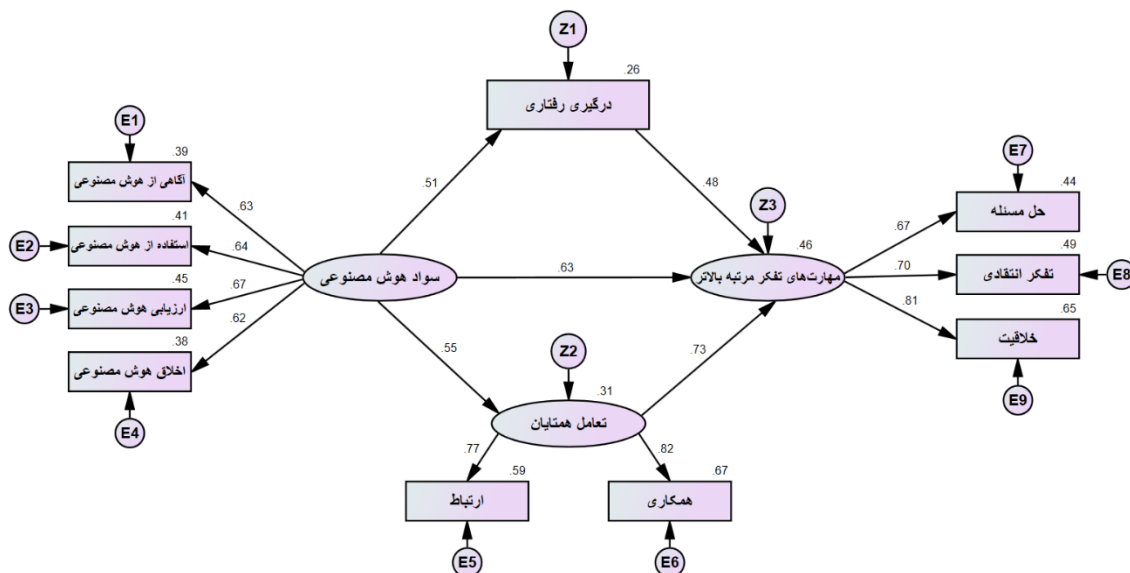 Z1
.26
درگیری رفتاری
E1
.39
آگاهی از هوش مصنوعی
.63
.51
.48
E7
.44
حل مسئله
.67
Z3
.46
E2
.41
استفاده از هوش مصنوعی
.64
سواد هوش مصنوعی
.63
مهارت‌های تفکر مرتبه بالاتر
.70
.49
تفکر انتقادی
E8
E3
.45
ارزیابی هوش مصنوعی
.67
.81
.65
خلاقیت
E9
.62
.38
اخلاق هوش مصنوعی
E4
.55
Z2
.73
.31
تعامل همتایان
.77
.82
.59
ارتباط
E5
.67
همکاری
E6